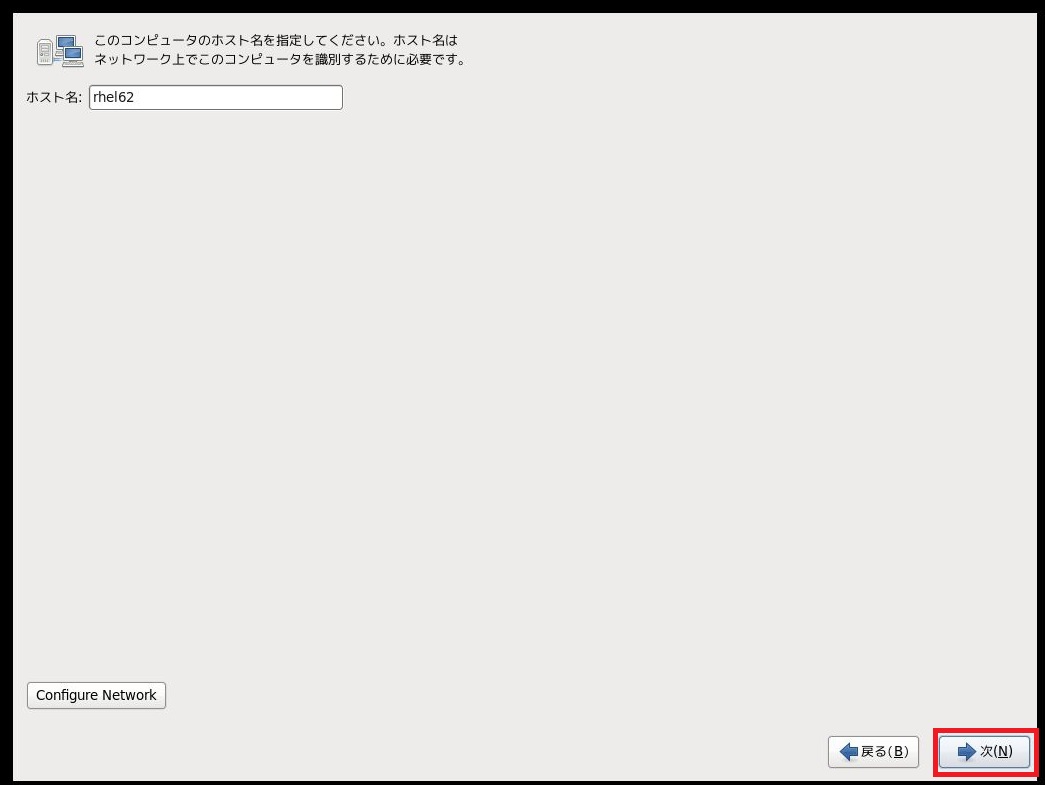 このコンピュータのホスト名を指定してください。ホスト名は
ネットワーク上でこのコンピュータを識別するために必要です。
ホスト名: rhel62
Configure Network
戻る(B) 次(N)